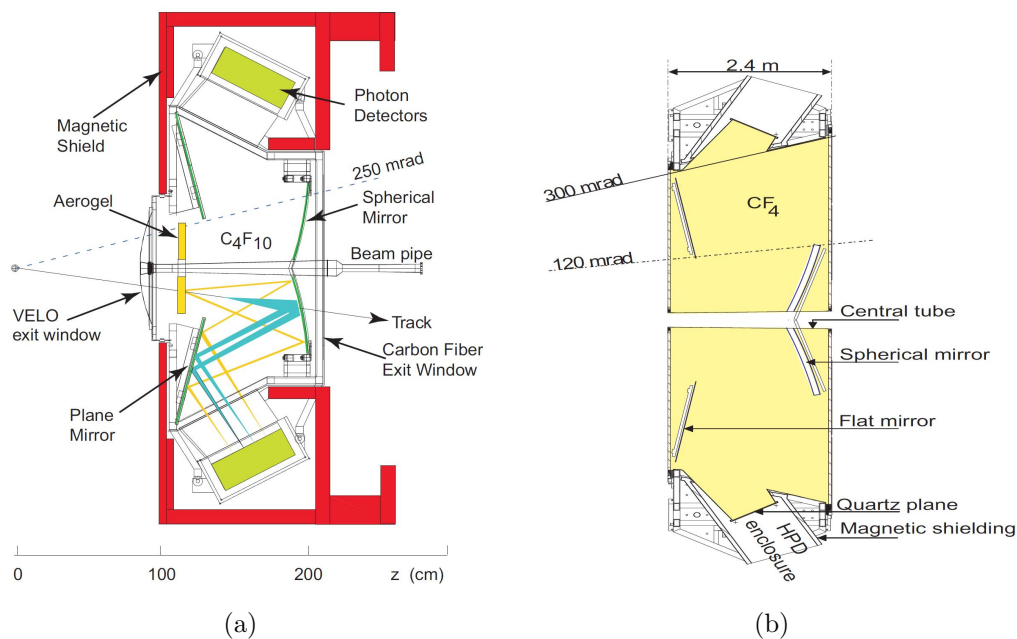 Magnetic
Shield
Aerogel
VELO
exit window
Plane
Mirror
C4F10
250 mrad
Photon
Detectors
Spherical
Mirror
Beam pipe
Track
Carbon Fiber
Exit Window
0
100
200
z (cm)
(a)
2.4 m
300 mrad
CF4
120 mrad
Central tube
Spherical mirror
Flat mirror
Quartz plane
Magnetic shielding
HPD
enclosure
(b)